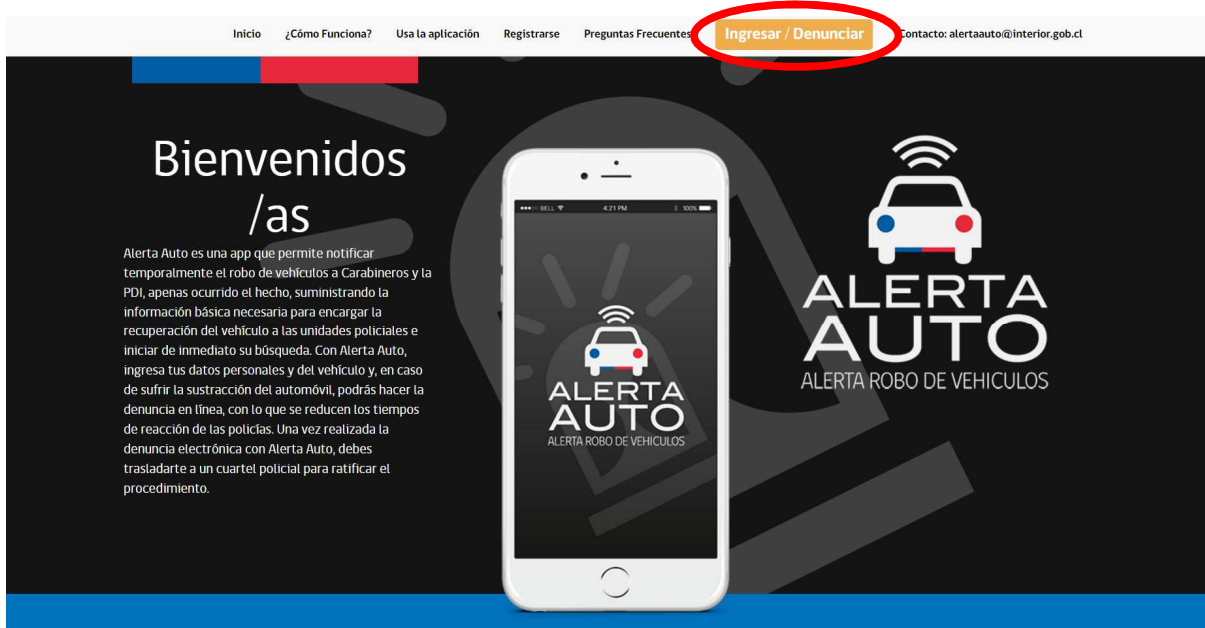 Inicio ¿Cómo Funciona? Usa la aplicación Registrarse Preguntas Frecuentes Ingresar / Denunciar Contacto: alertaauto@interior.gob.cl
Bienvenidos
/as
Alerta Auto es una app que permite notificar
temporalmente el robo de vehículos a Carabineros y la
PDI, apenas ocurrido el hecho, suministrando la
información básica necesaria para encargar la
recuperación del vehículo a las unidades policiales e
iniciar de inmediato su búsqueda. Con Alerta Auto,
ingresa tus datos personales y del vehículo y, en caso
de sufrir la sustracción del automóvil, podrás hacer la
denuncia en línea, con lo que se reducen los tiempos
de reacción de las policías. Una vez realizada la
denuncia electrónica con Alerta Auto, debes
trasladarte a un cuartel policial para ratificar el
procedimiento.
BELL 4:21 PM 100%
ALERTA
AUTO
ALERTA ROBO DE VEHICULOS
ALERTA
AUTO
ALERTA ROBO DE VEHICULOS